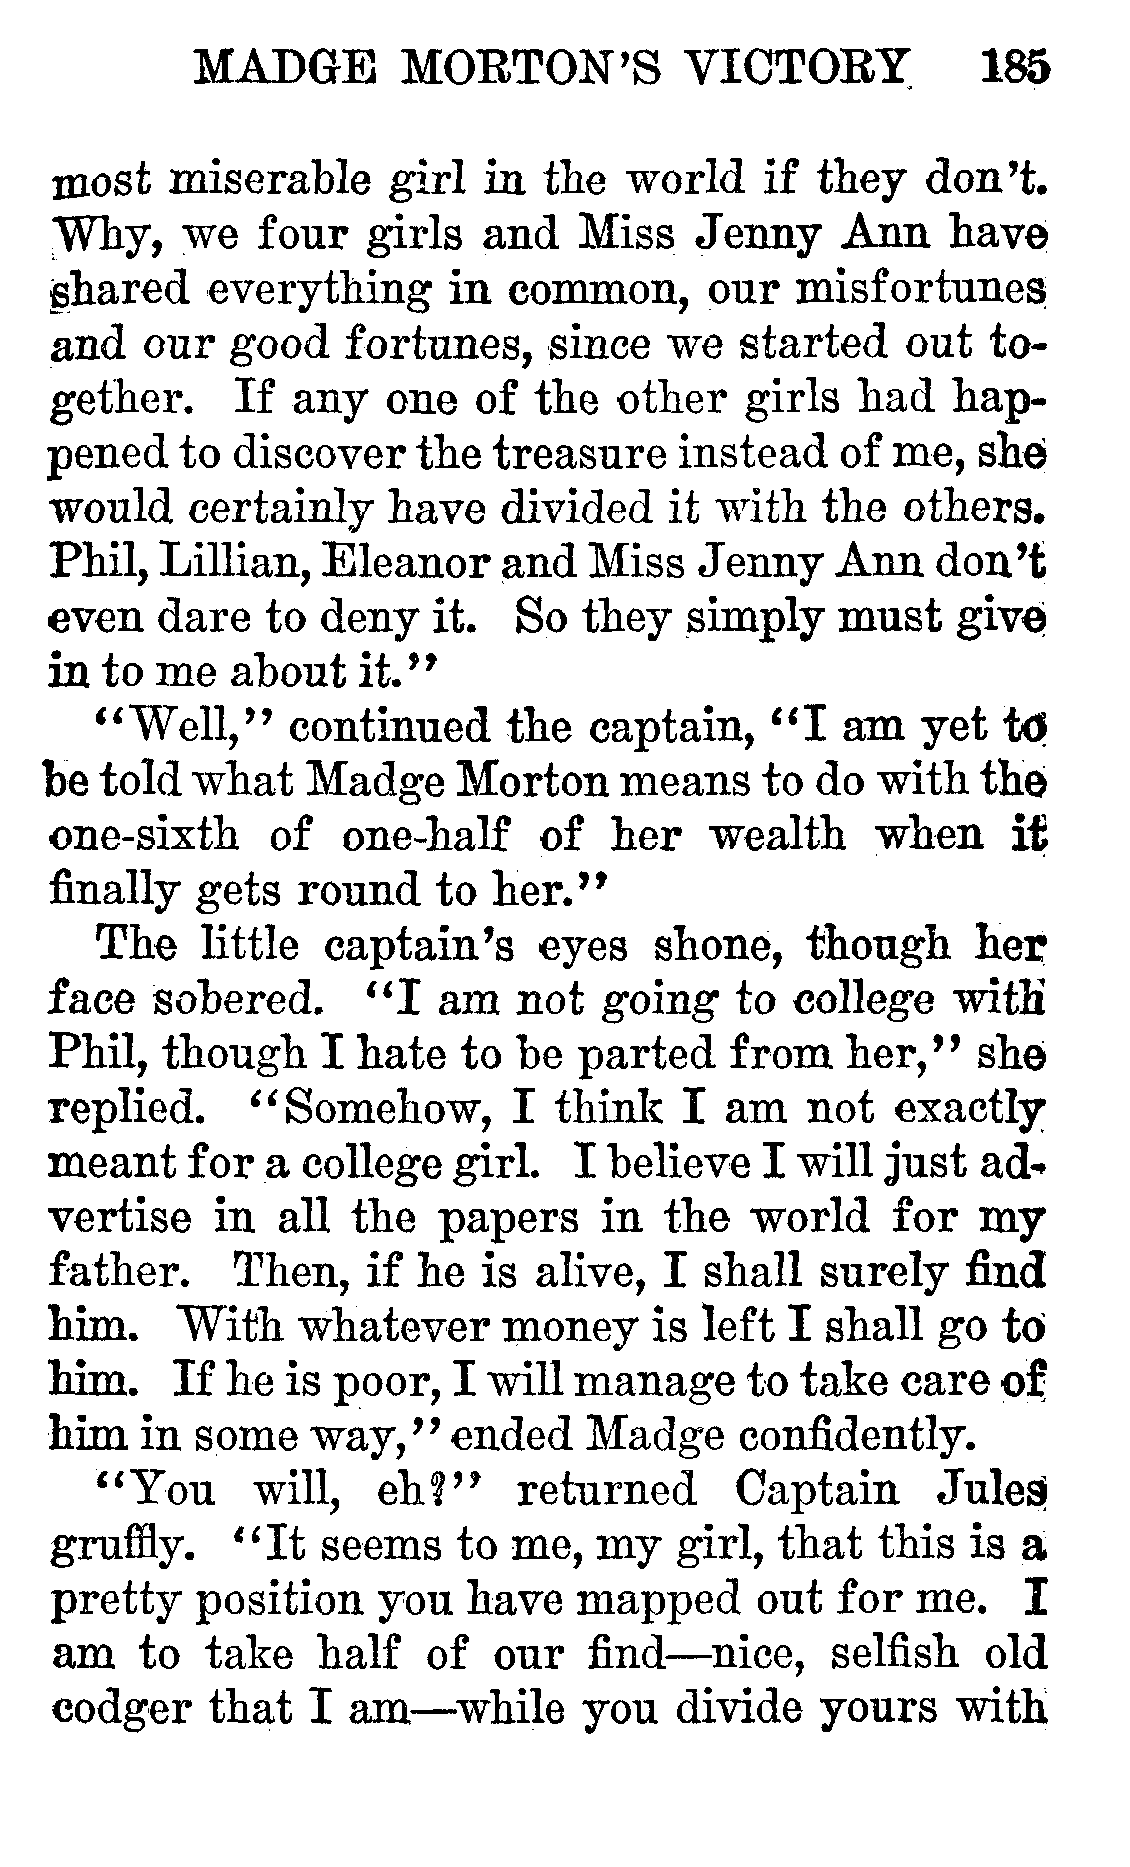 MADGE MORTON'S VICTORY 185
most miserable girl in the world if they don't.
Why, we four girls and Miss Jenny Ann have
shared everything in common, our misfortunes
and our good fortunes, since we started out to-
gether. If any one of the other girls had hap-
pened to discover the treasure instead of me, she
would certainly have divided it with the others.
Phil, Lillian, Eleanor and Miss Jenny Ann don't
even dare to deny it. So they simply must give
in to me about it."
"Well," continued the captain, "I am yet to
be told what Madge Morton means to do with the
one-sixth of one-half of her wealth when it
finally gets round to her."
The little captain's eyes shone, though her
face sobered. "I am not going to college with
Phil, though I hate to be parted from her," she
replied. "Somehow, I think I am not exactly
meant for a college girl. I believe I will just ad-
vertise in all the papers in the world for my
father. Then, if he is alive, I shall surely find
him. With whatever money is left I shall go to
him. If he is poor, I will manage to take care of
him in some way," ended Madge confidently.
"You will, eh?" returned Captain Jules
gruffly. "It seems to me, my girl, that this is a
pretty position you have mapped out for me. I
am to take half of our find—nice, selfish old
codger that I am—while you divide yours with